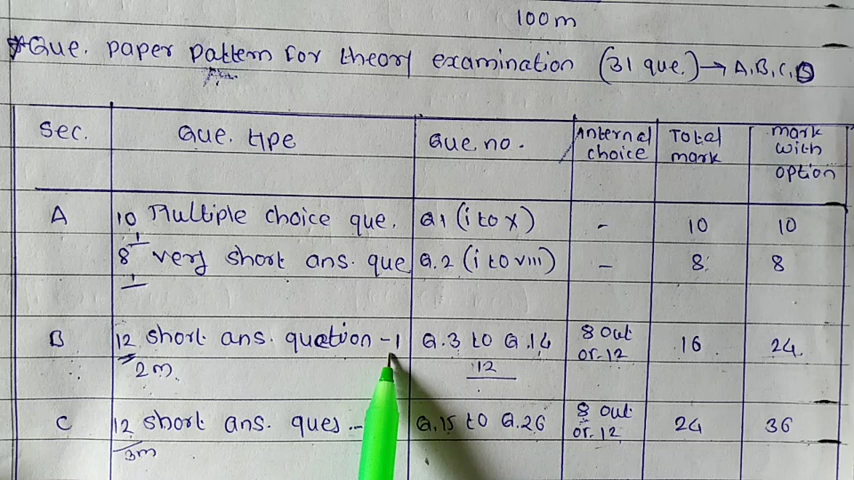 100m
*Que. paper pattern for theory examination (31 que.) → A, B, C, D
Sec. Que. type Que. no. Internal choice Total mark mark with option
A 10 Multiple choice que. Q1 (i to x) - 10 10
1
8 very short ans. que Q.2 (i to viii) - 8 8
1
B 12 short ans. quetion -1 Q.3 to Q.14 8 out of 12 16 24
2m 12
C 12 short ans. ques.- Q.15 to Q.26 8 out of 12 24 36
3m